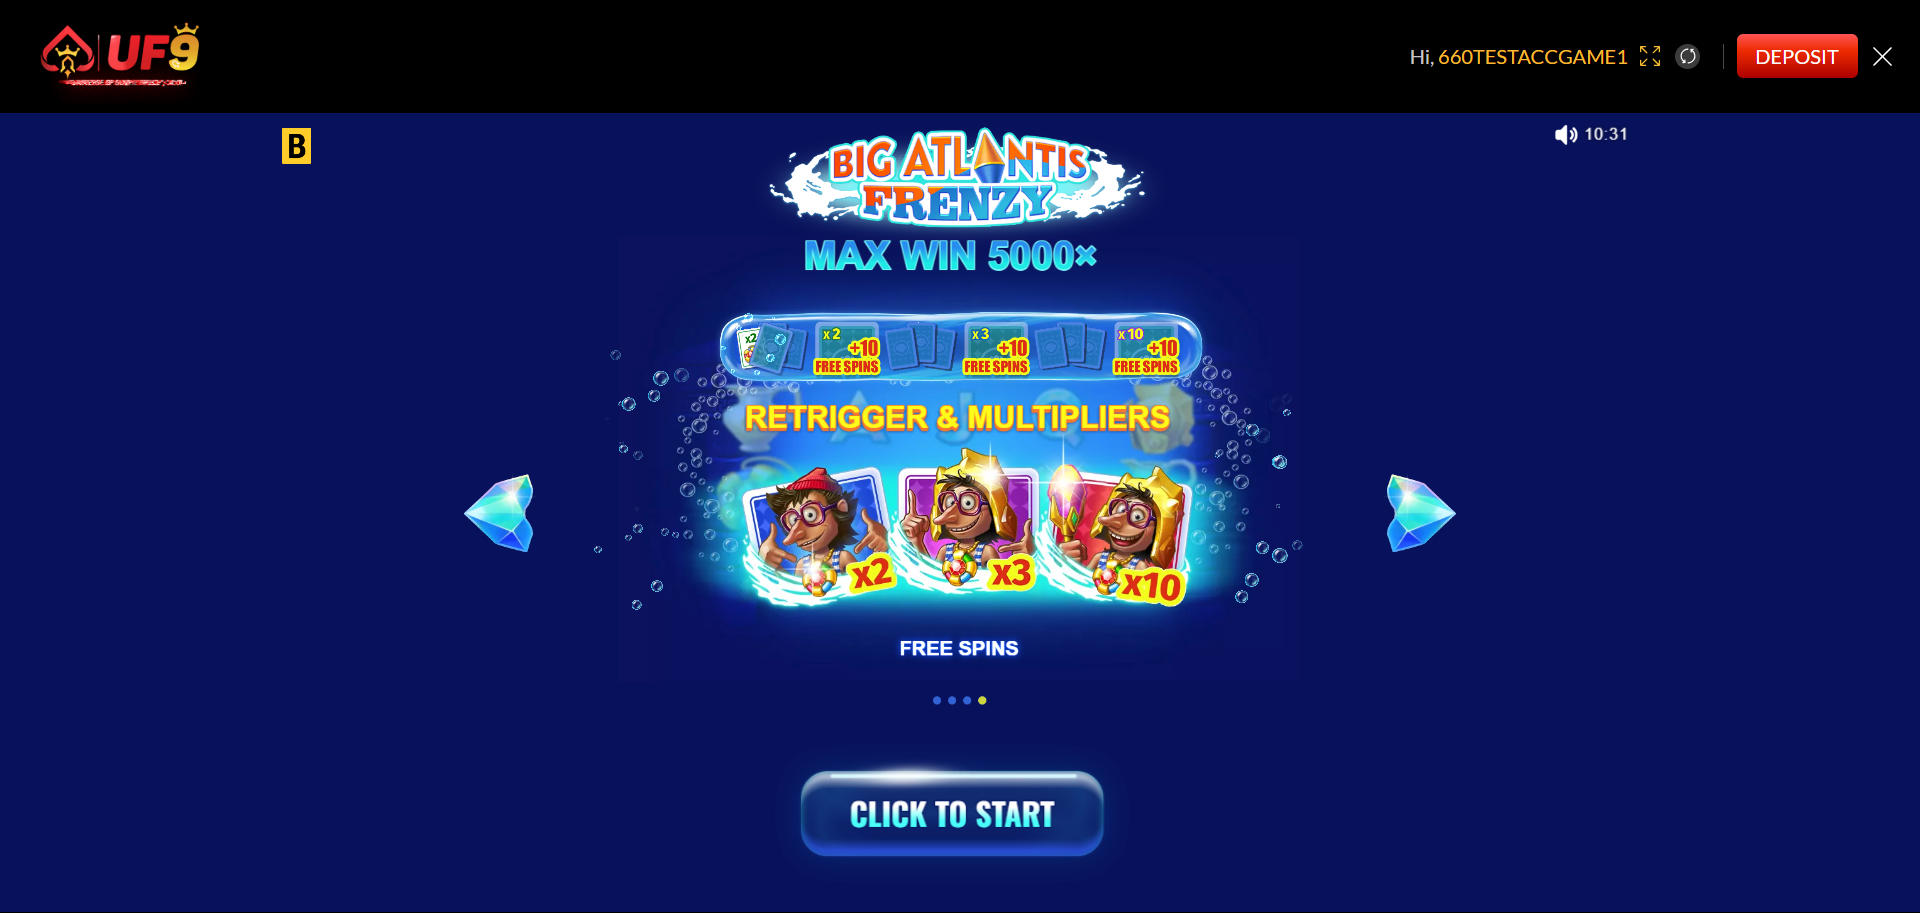 UF9
Hi, 660TESTACCGAME1
DEPOSIT
B
10:31
BIG ATLANTIS
FRENZY
MAX WIN 5000×
x2
x2
+10
FREE SPINS
x3
+10
FREE SPINS
x10
+10
FREE SPINS
A J Q
RETRIGGER & MULTIPLIERS
x2
x3
x10
FREE SPINS
CLICK TO START